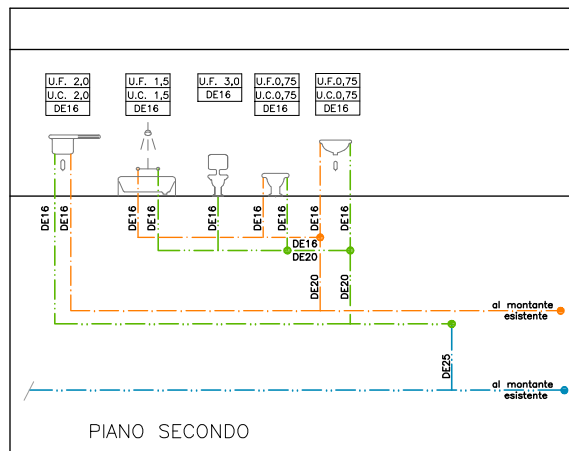 U.F. 2,0
U.C. 2,0
DE16
U.F. 1,5
U.C. 1,5
DE16
U.F. 3,0
DE16
U.F.0,75
U.C.0,75
DE16
U.F.0,75
U.C.0,75
DE16
DE16
DE16
DE16
DE16
DE16
DE16
DE16
DE16
DE16
DE16
DE20
DE20
DE20
al montante
esistente
DE25
al montante
esistente
PIANO SECONDO